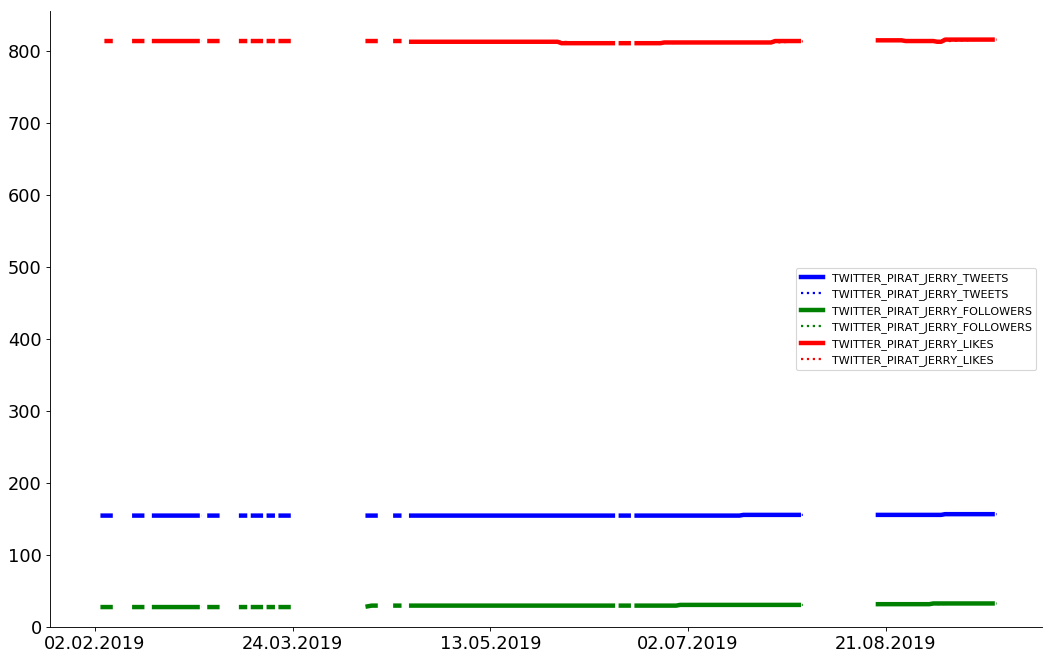 800
700
600
500
400
300
200
100
0
02.02.2019 24.03.2019 13.05.2019 02.07.2019 21.08.2019
TWITTER_PIRAT_JERRY_TWEETS
TWITTER_PIRAT_JERRY_TWEETS
TWITTER_PIRAT_JERRY_FOLLOWERS
TWITTER_PIRAT_JERRY_FOLLOWERS
TWITTER_PIRAT_JERRY_LIKES
TWITTER_PIRAT_JERRY_LIKES